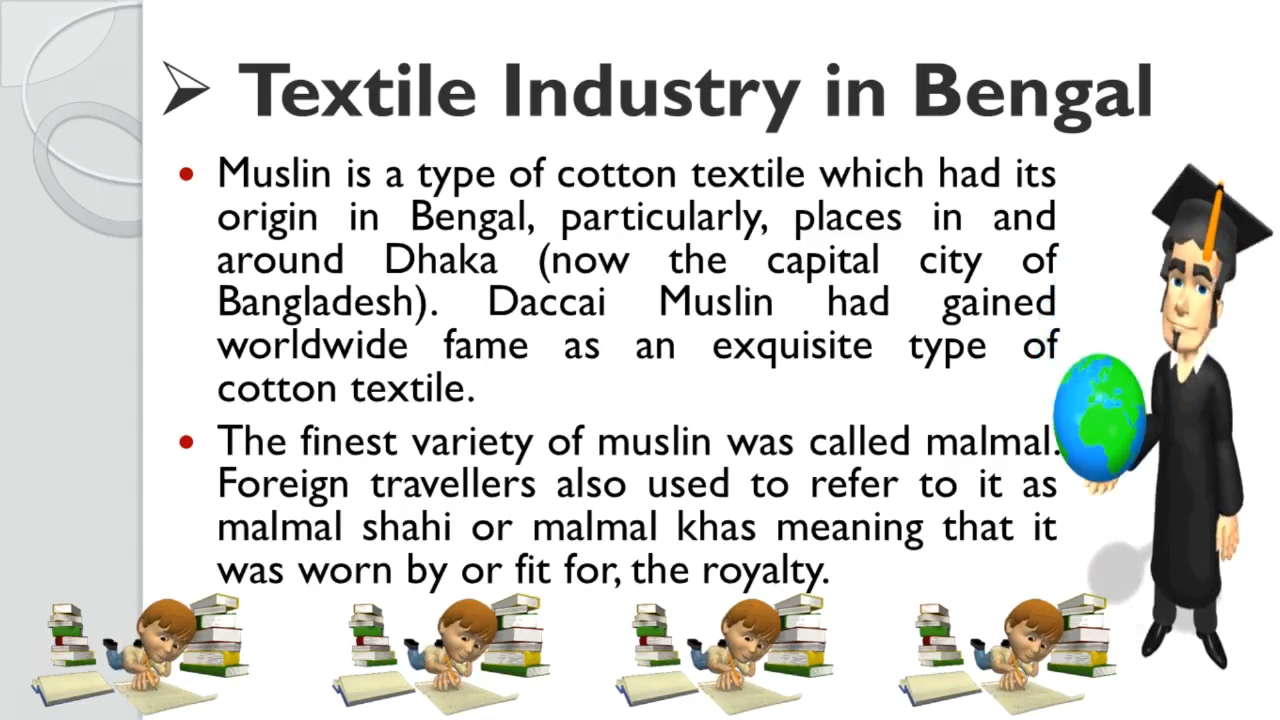 ➢ Textile Industry in Bengal
• Muslin is a type of cotton textile which had its
origin in Bengal, particularly, places in and
around Dhaka (now the capital city of
Bangladesh). Daccai Muslin had gained
worldwide fame as an exquisite type of
cotton textile.
• The finest variety of muslin was called malmal.
Foreign travellers also used to refer to it as
malmal shahi or malmal khas meaning that it
was worn by or fit for, the royalty.